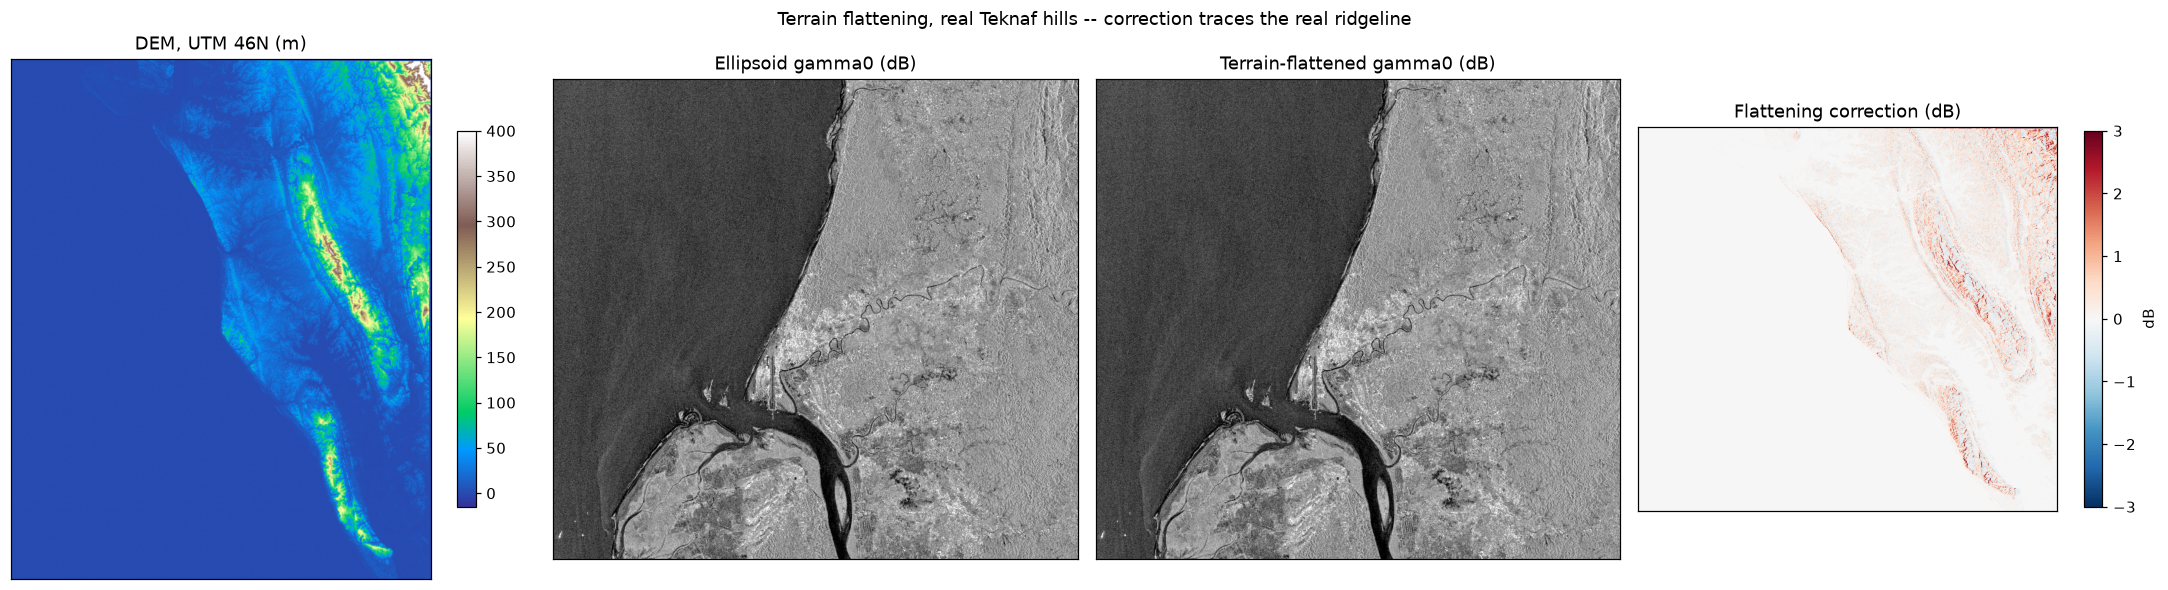 Terrain flattening, real Teknaf hills -- correction traces the real ridgeline
DEM, UTM 46N (m)
400
350
300
250
200
150
100
50
0
Ellipsoid gamma0 (dB)
Terrain-flattened gamma0 (dB)
Flattening correction (dB)
3
2
1
0
−1
−2
−3
dB